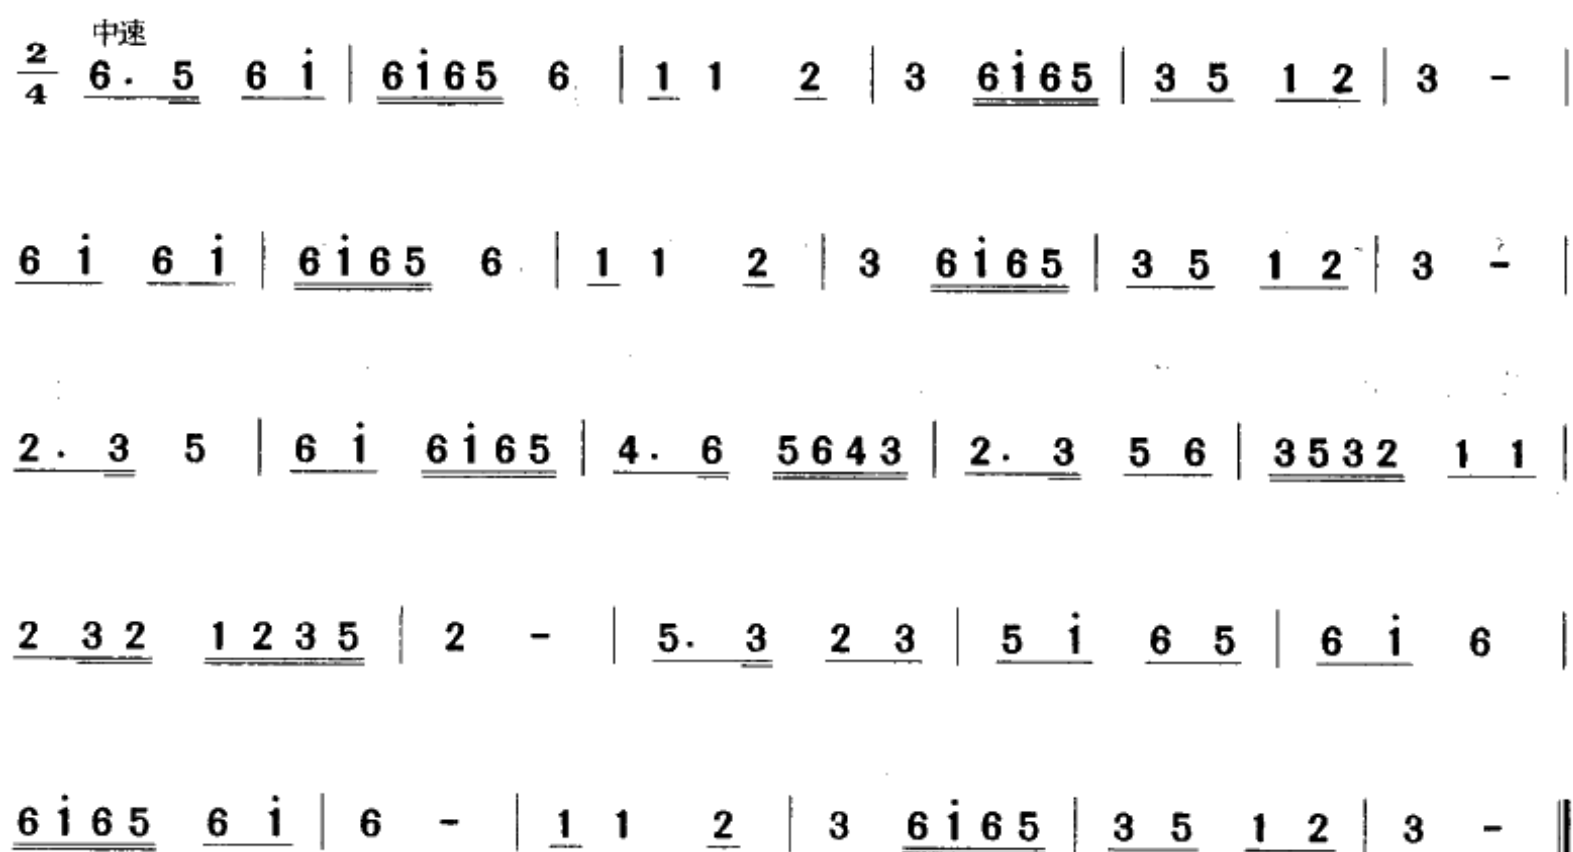 中速
2/4 6. 5 6 i | 6i65 6 | 1 1 2 | 3 6i65 | 3 5 1 2 | 3 - |
6 i 6 i | 6i65 6 | 1 1 2 | 3 6i65 | 3 5 1 2 | 3 - |
2. 3 5 | 6 i 6i65 | 4. 6 5643 | 2. 3 5 6 | 3532 1 1 |
2 32 1235 | 2 - | 5. 3 2 3 | 5 i 6 5 | 6 i 6 |
6i65 6 i | 6 - | 1 1 2 | 3 6i65 | 3 5 1 2 | 3 - ‖